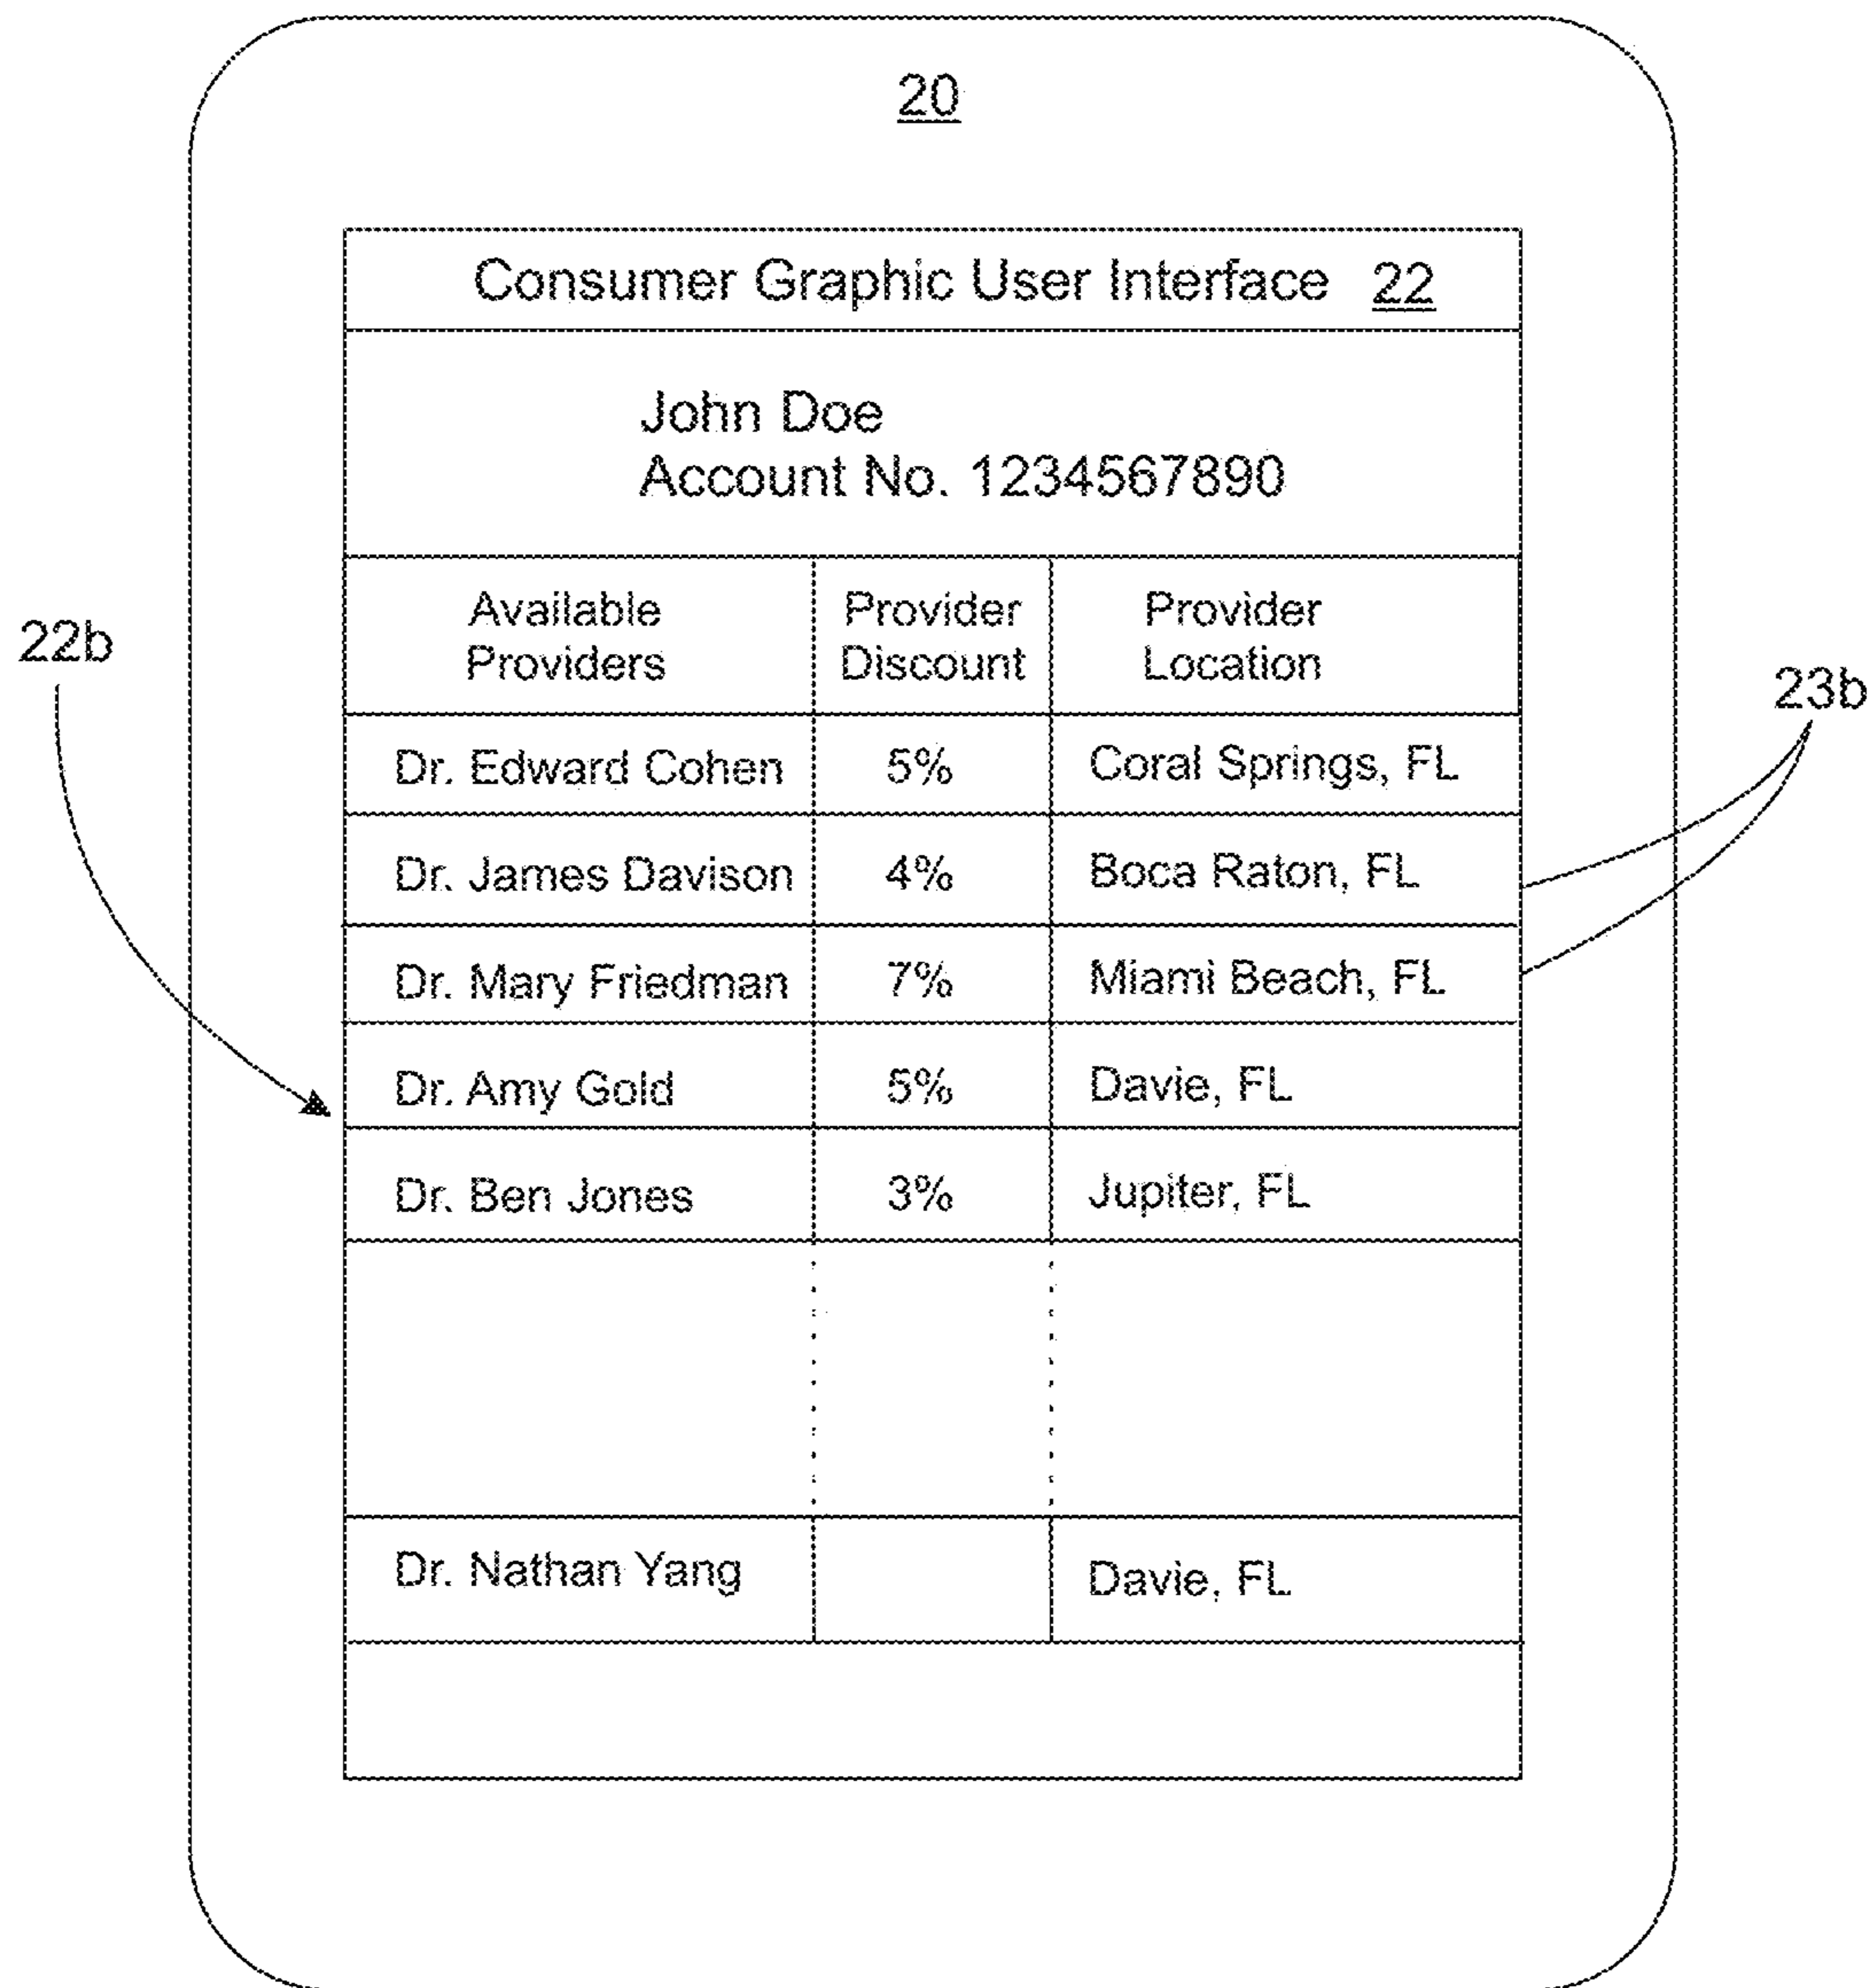 20
Consumer Graphic User Interface 22
John Doe
Account No. 1234567890
22b
Available Providers
Provider Discount
Provider Location
23b
Dr. Edward Cohen 5% Coral Springs, FL
Dr. James Davison 4% Boca Raton, FL
Dr. Mary Friedman 7% Miami Beach, FL
Dr. Amy Gold 5% Davie, FL
Dr. Ben Jones 3% Jupiter, FL
Dr. Nathan Yang Davie, FL